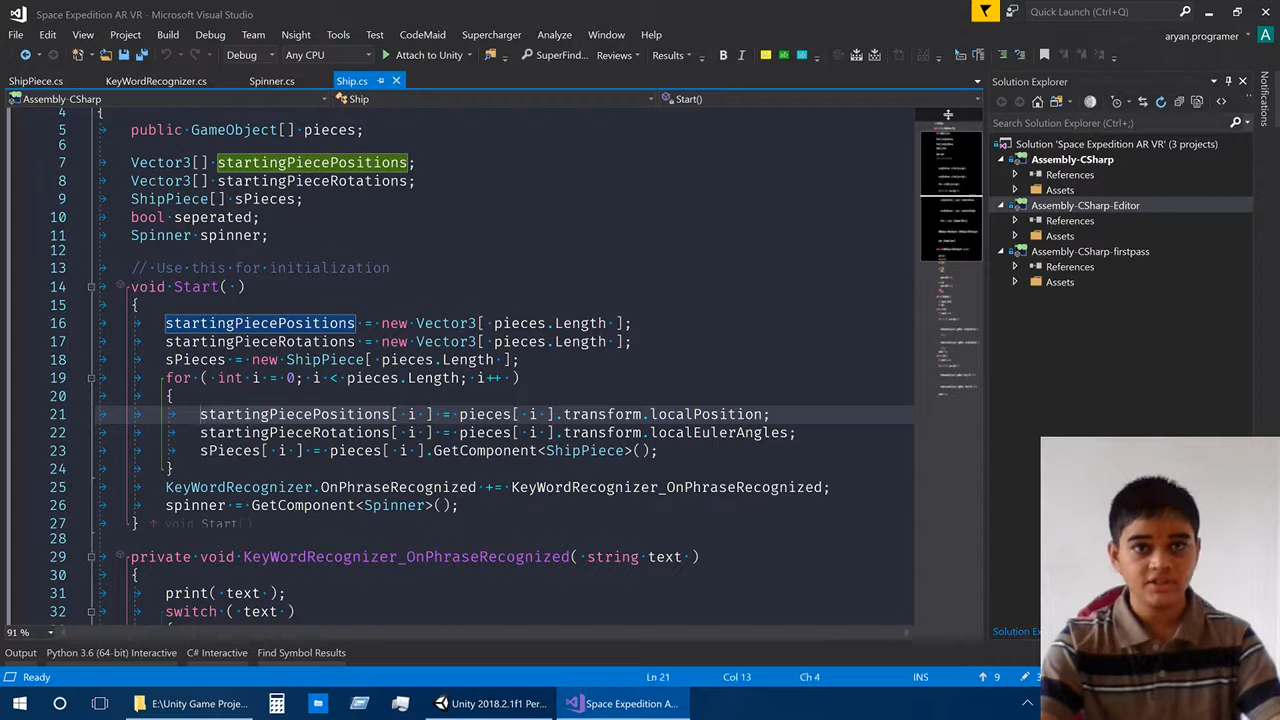 Space Expedition AR VR - Microsoft Visual Studio
Quick Launch (Ctrl+Q)
File Edit View Project Build Debug Team Nsight Tools Test CodeMaid Supercharger Analyze Window Help
aryan.programer A
Debug Any CPU Attach to Unity SuperFind... Reviews Results B U
ShipPiece.cs KeyWordRecognizer.cs Spinner.cs Ship.cs
Solution Explorer
Notifications
Assembly-CSharp Ship Start()
Search Solution Explorer (Ctrl+;)
Solution 'Space Expedition AR VR' (3 project
Assembly-CSharp
References
Assets
Assembly-CSharp-Editor
References
Assets
Assembly-CSharp-firstpass
References
Assets
4 {
5 public GameObject[] pieces;
6
7 Vector3[] startingPiecePositions;
8 Vector3[] startingPieceRotations;
9 ShipPiece[] sPieces;
10 bool seperated;
11 Spinner spinner;
12
13 // Use this for initialization
14 void Start( )
15 {
16 startingPiecePositions = new Vector3[ pieces.Length ];
17 startingPieceRotations = new Vector3[ pieces.Length ];
18 sPieces = new ShipPiece[ pieces.Length ];
19 for ( int i = 0; i < pieces.Length; i++ )
20 {
21 startingPiecePositions[ i ] = pieces[ i ].transform.localPosition;
22 startingPieceRotations[ i ] = pieces[ i ].transform.localEulerAngles;
23 sPieces[ i ] = pieces[ i ].GetComponent<ShipPiece>();
24 }
25 KeyWordRecognizer.OnPhraseRecognized += KeyWordRecognizer_OnPhraseRecognized;
26 spinner = GetComponent<Spinner>();
27 } ↑ void Start()
28
29 private void KeyWordRecognizer_OnPhraseRecognized( string text )
30 {
31 print( text );
32 switch ( text )
91 %
Solution Ex
Output Python 3.6 (64-bit) Interactive C# Interactive Find Symbol Results
Ready Ln 21 Col 13 Ch 4 INS 9 3
E:\Unity Game Proj... Unity 2018.2.1f1 Per... Space Expedition A...